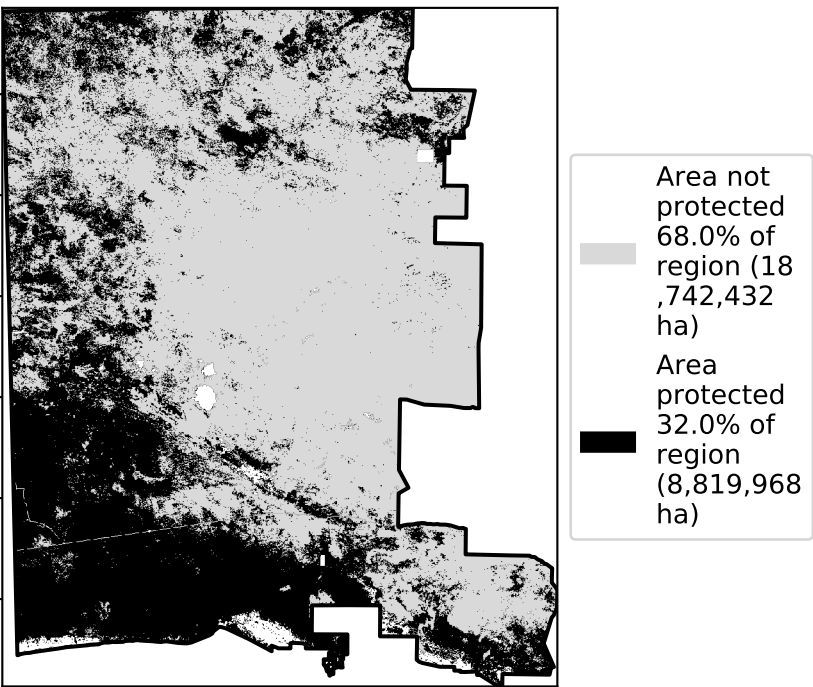 Area not
protected
68.0% of
region (18
,742,432
ha)
Area
protected
32.0% of
region
(8,819,968
ha)